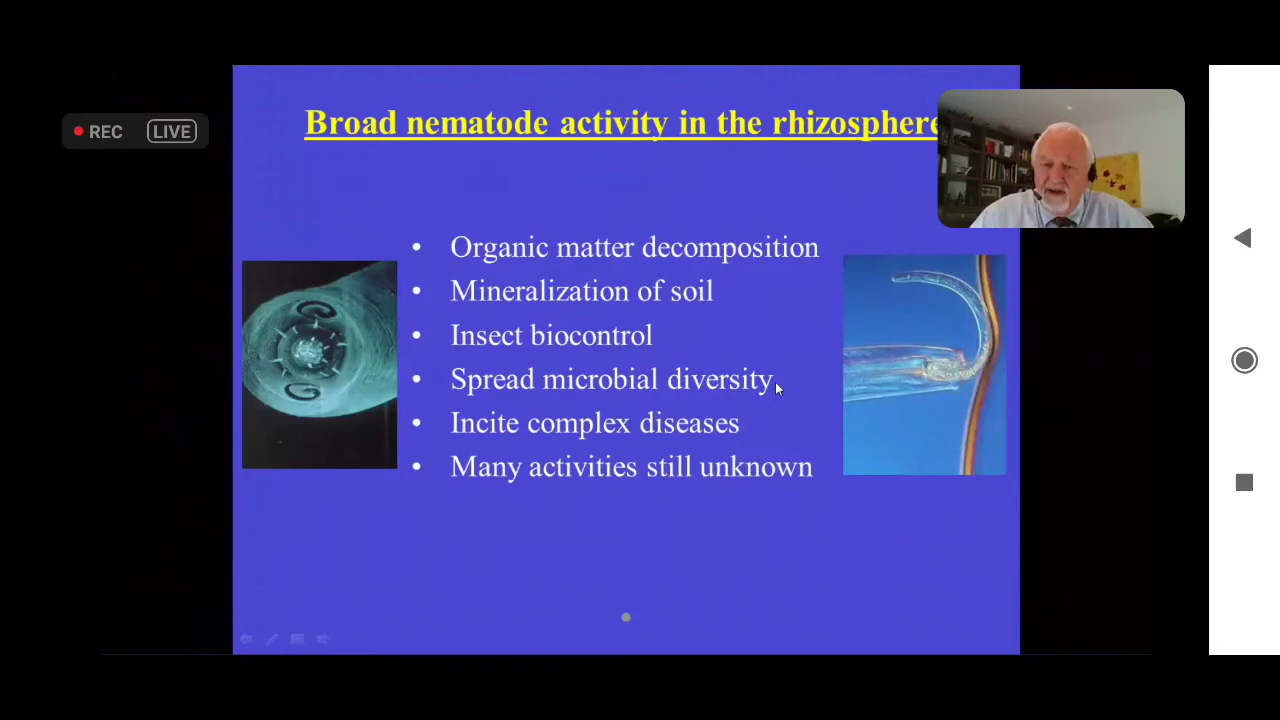 REC LIVE
Broad nematode activity in the rhizosphere
• Organic matter decomposition
• Mineralization of soil
• Insect biocontrol
• Spread microbial diversity
• Incite complex diseases
• Many activities still unknown